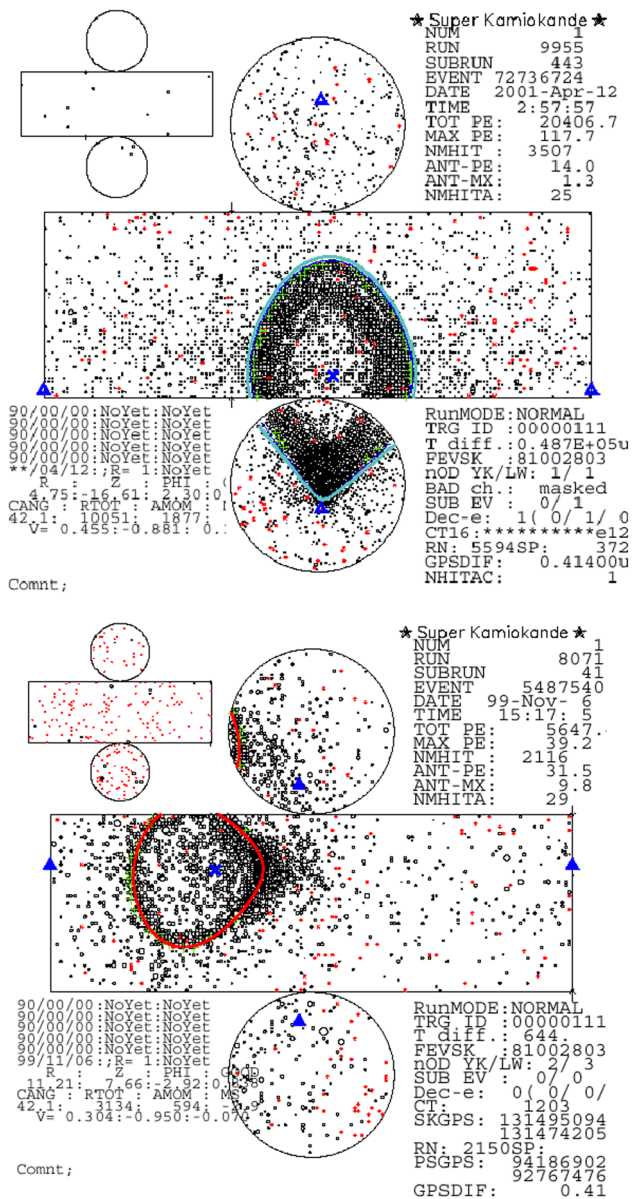 ★ Super Kamiokande ★
NUM 1
RUN 9955
SUBRUN 443
EVENT 72736724
DATE 2001-Apr-12
TIME 2:57:57
TOT PE: 20406.7
MAX PE: 117.7
NMHIT : 3507
ANT-PE: 14.0
ANT-MX: 1.3
NMHITA: 25
90/00/00:NoYet:NoYet
90/00/00:NoYet:NoYet
90/00/00:NoYet:NoYet
90/00/00:NoYet:NoYet
90/00/00:NoYet:NoYet
**/04/12:;R= 1:NoYet
R : Z : PHI :
4.75:-16.61: 2.30:0
CANG : RTOT : AMOM :
42.1: 10051: 1877:
V= 0.455:-0.881: 0.
Comnt;
RunMODE:NORMAL
TRG ID :00000111
T diff.:0.487E+05u
FEVSK :81002803
nOD YK/LW: 1/ 1
BAD ch.: masked
SUB EV : 0/ 1
Dec-e: 1( 0/ 1/ 0
CT16:**********e12
RN: 5594SP: 372
GPSDIF: 0.41400u
NHITAC: 1
★ Super Kamiokande ★
NUM 1
RUN 8071
SUBRUN 41
EVENT 5487540
DATE 99-Nov- 6
TIME 15:17: 5
TOT PE: 5647.
MAX PE: 39.2
NMHIT : 2116
ANT-PE: 31.5
ANT-MX: 9.8
NMHITA: 29
90/00/00:NoYet:NoYet
90/00/00:NoYet:NoYet
90/00/00:NoYet:NoYet
90/00/00:NoYet:NoYet
90/00/00:NoYet:NoYet
99/11/06:;R= 1:NoYet
R : Z : PHI :
11.21: 7.66:-2.92:0.
CANG : RTOT : AMOM :
42.1: 3134: 594:
V= 0.304:-0.950:-0.07
Comnt;
RunMODE:NORMAL
TRG ID :00000111
T diff.: 644.
FEVSK :81002803
nOD YK/LW: 2/ 3
SUB EV : 0/ 0
Dec-e: 0( 0/ 0/
CT: 1203
SKGPS: 131495094
131474205
RN: 2150SP:
PSGPS: 94186902
92767476
GPSDIF: 0.41